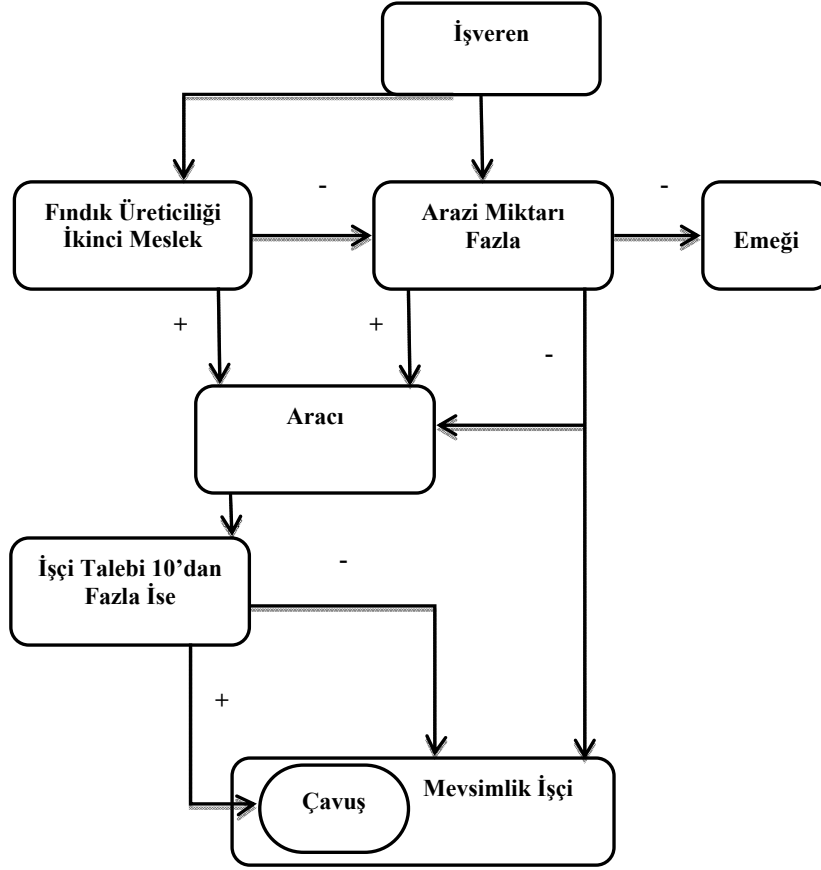 İşveren
-
-
Fındık Üreticiliği
İkinci Meslek
Arazi Miktarı
Fazla
Emeği
+
+
-
Aracı
İşçi Talebi 10’dan
Fazla İse
-
+
Çavuş
Mevsimlik İşçi